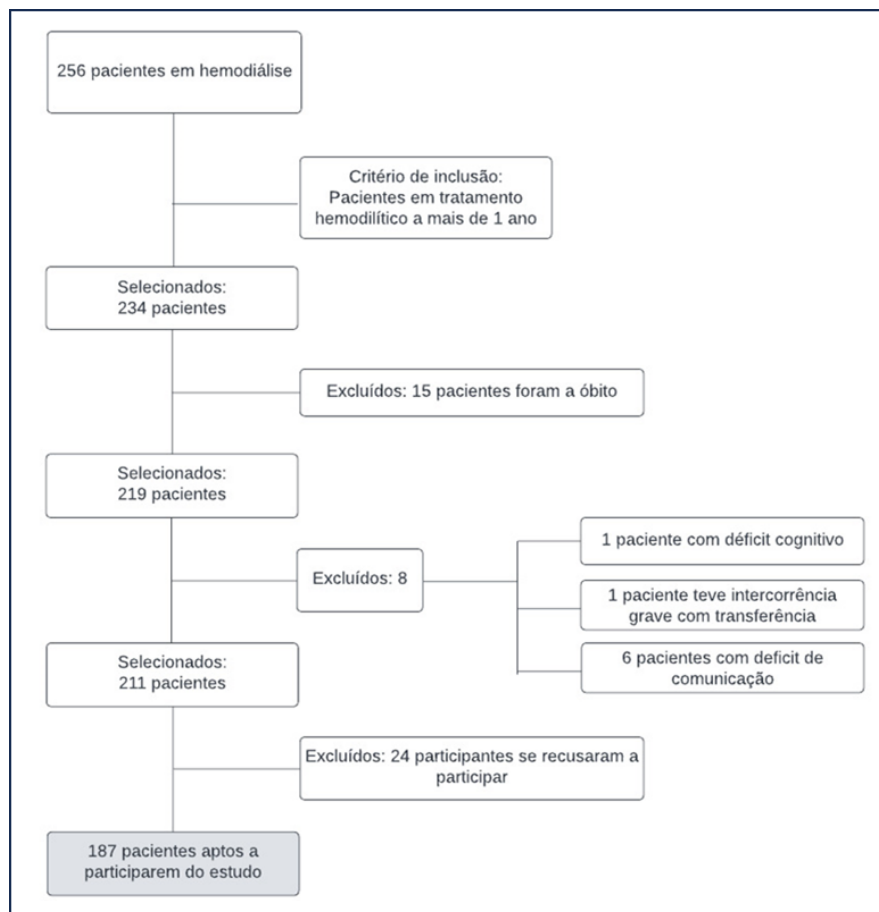 256 pacientes em hemodiálise
Critério de inclusão:
Pacientes em tratamento
hemodilítico a mais de 1 ano
Selecionados:
234 pacientes
Excluídos: 15 pacientes foram a óbito
Selecionados:
219 pacientes
Excluídos: 8
1 paciente com déficit cognitivo
1 paciente teve intercorrência
grave com transferência
6 pacientes com deficit de
comunicação
Selecionados:
211 pacientes
Excluídos: 24 participantes se recusaram a
participar
187 pacientes aptos a
participarem do estudo